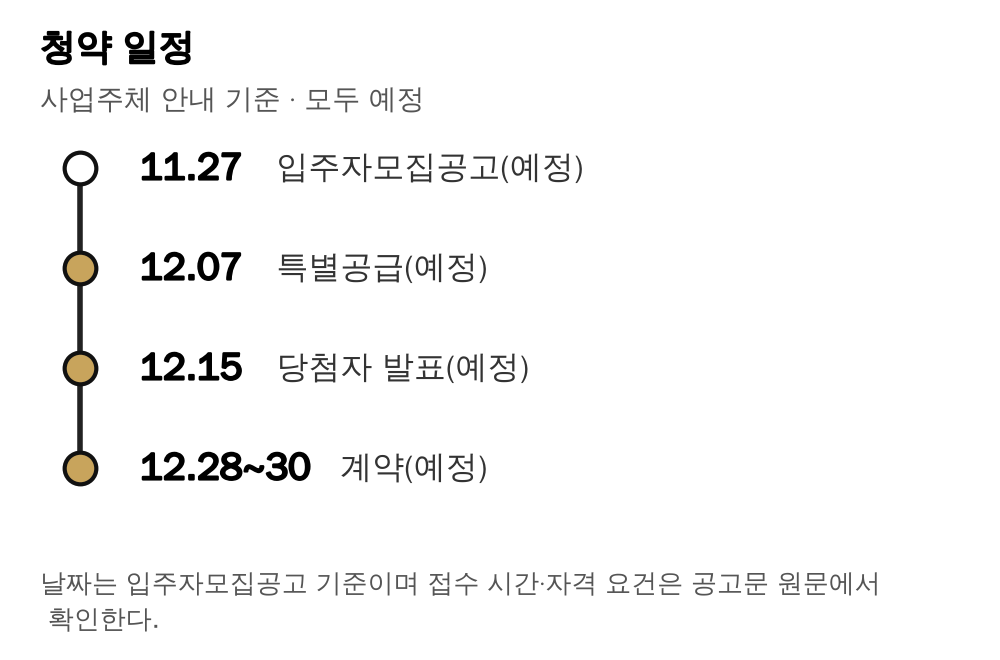 청약 일정
사업주체 안내 기준 · 모두 예정
11.27 입주자모집공고(예정)
12.07 특별공급(예정)
12.15 당첨자 발표(예정)
12.28~30 계약(예정)
날짜는 입주자모집공고 기준이며 접수 시간·자격 요건은 공고문 원문에서
확인한다.